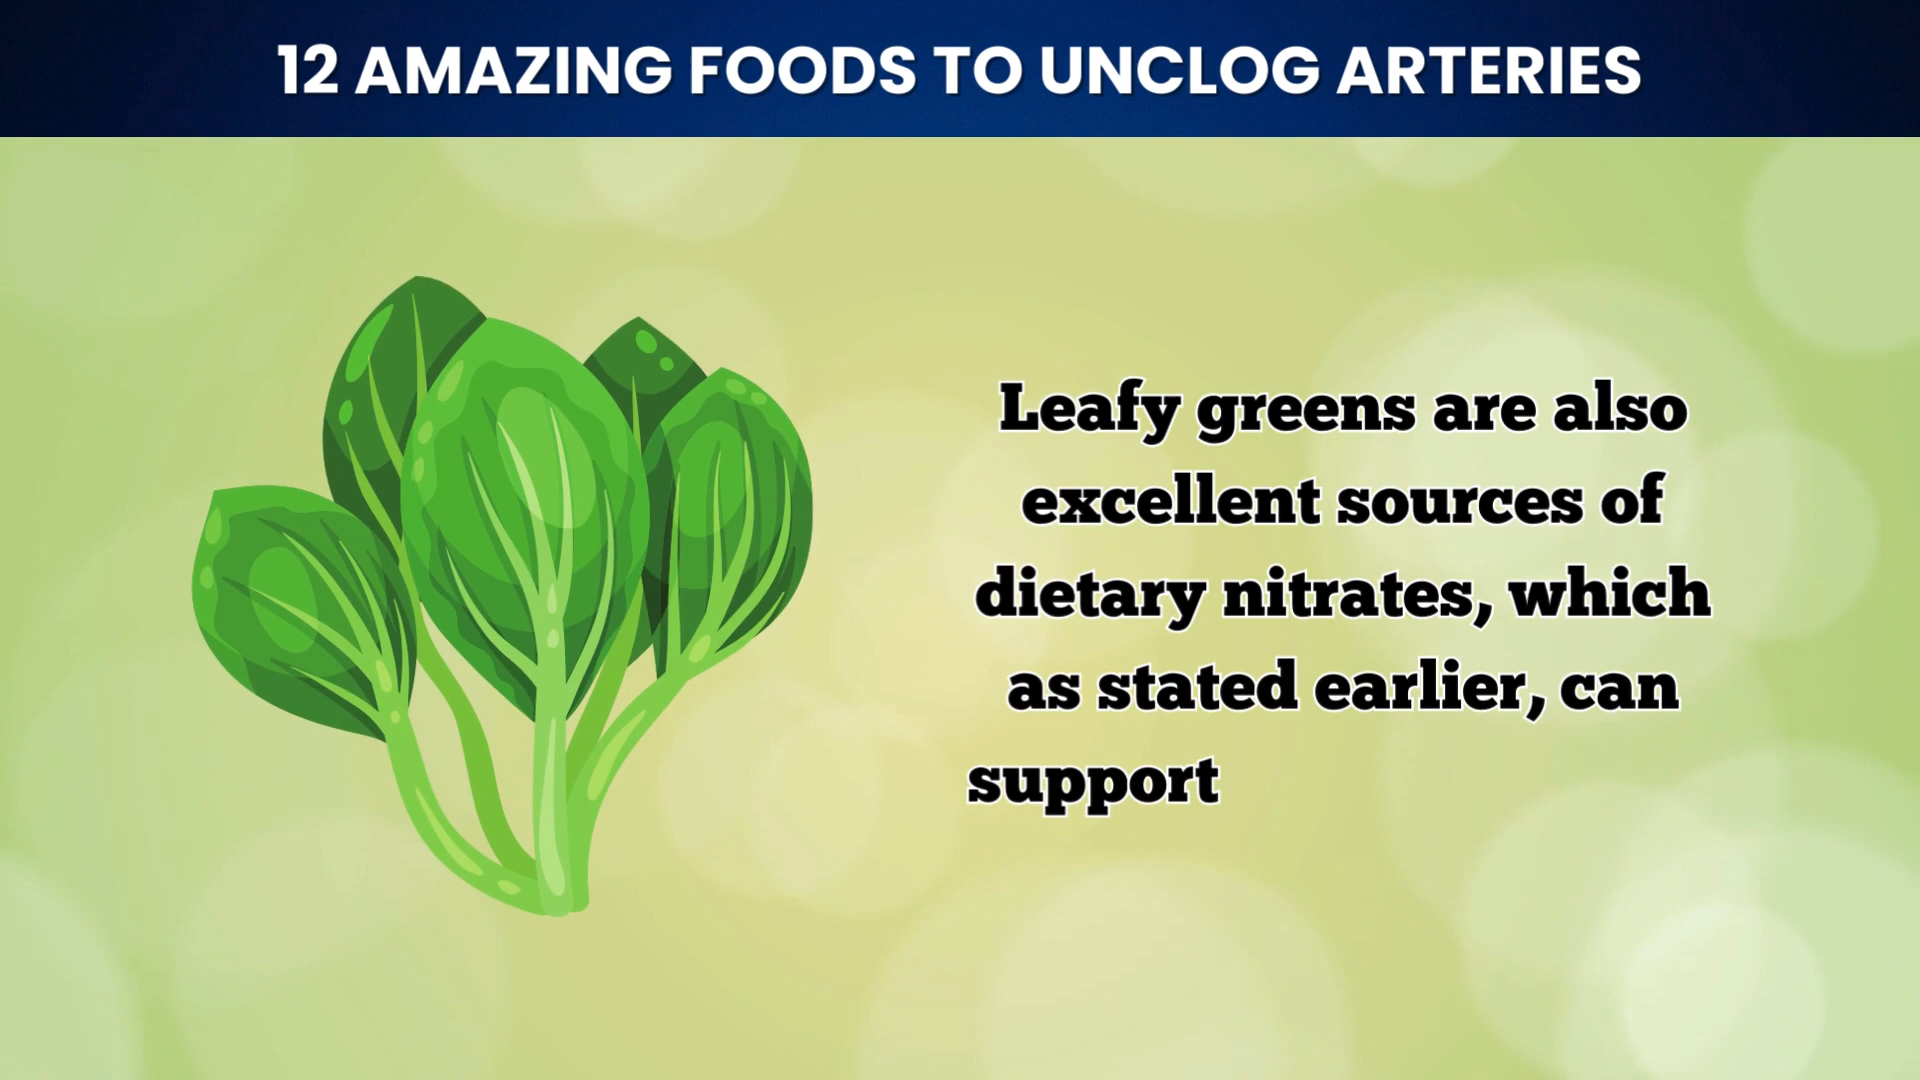 12 AMAZING FOODS TO UNCLOG ARTERIES
Leafy greens are also
excellent sources of
dietary nitrates, which
as stated earlier, can
support